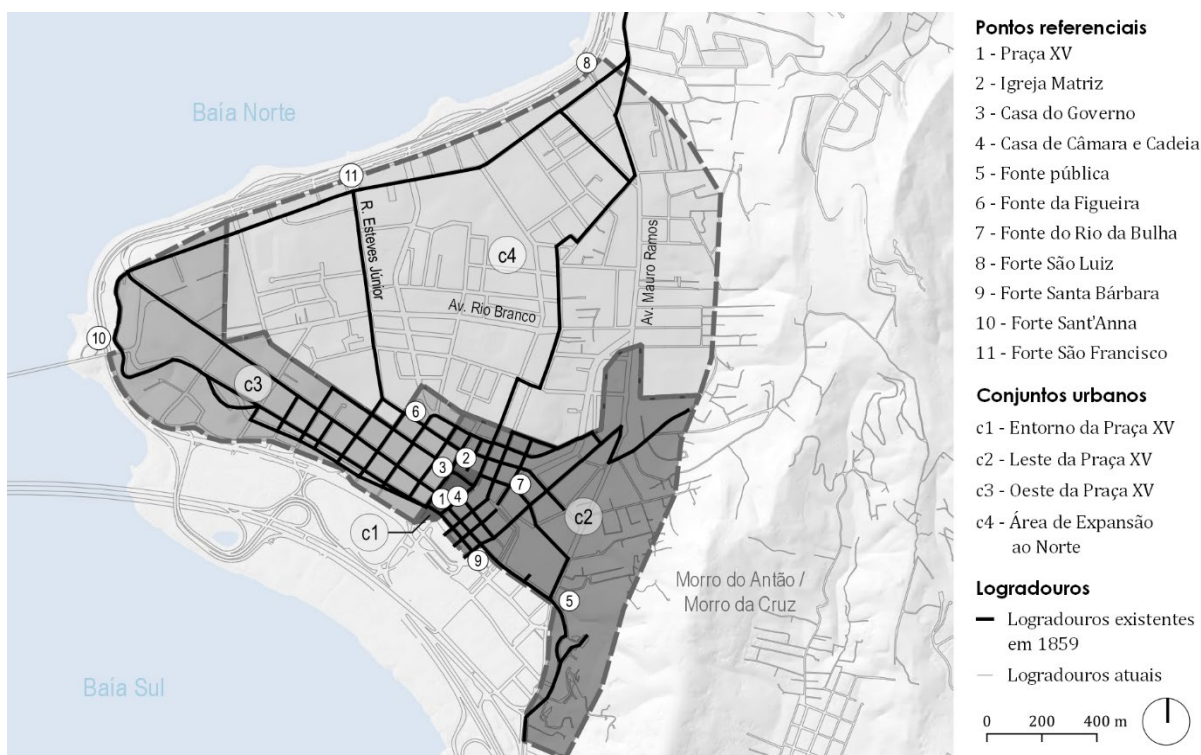 Baía Norte
8
11
R. Esteves Júnior
c4
Av. Rio Branco
Av. Mauro Ramos
10
c3
6
2
3
7
1
4
c1
c2
9
5
Morro do Antão /
Morro da Cruz
Baía Sul
Pontos referenciais
1 - Praça XV
2 - Igreja Matriz
3 - Casa do Governo
4 - Casa de Câmara e Cadeia
5 - Fonte pública
6 - Fonte da Figueira
7 - Fonte do Rio da Bulha
8 - Forte São Luiz
9 - Forte Santa Bárbara
10 - Forte Sant'Anna
11 - Forte São Francisco
Conjuntos urbanos
c1 - Entorno da Praça XV
c2 - Leste da Praça XV
c3 - Oeste da Praça XV
c4 - Área de Expansão
ao Norte
Logradouros
Logradouros existentes
em 1859
Logradouros atuais
0 200 400 m